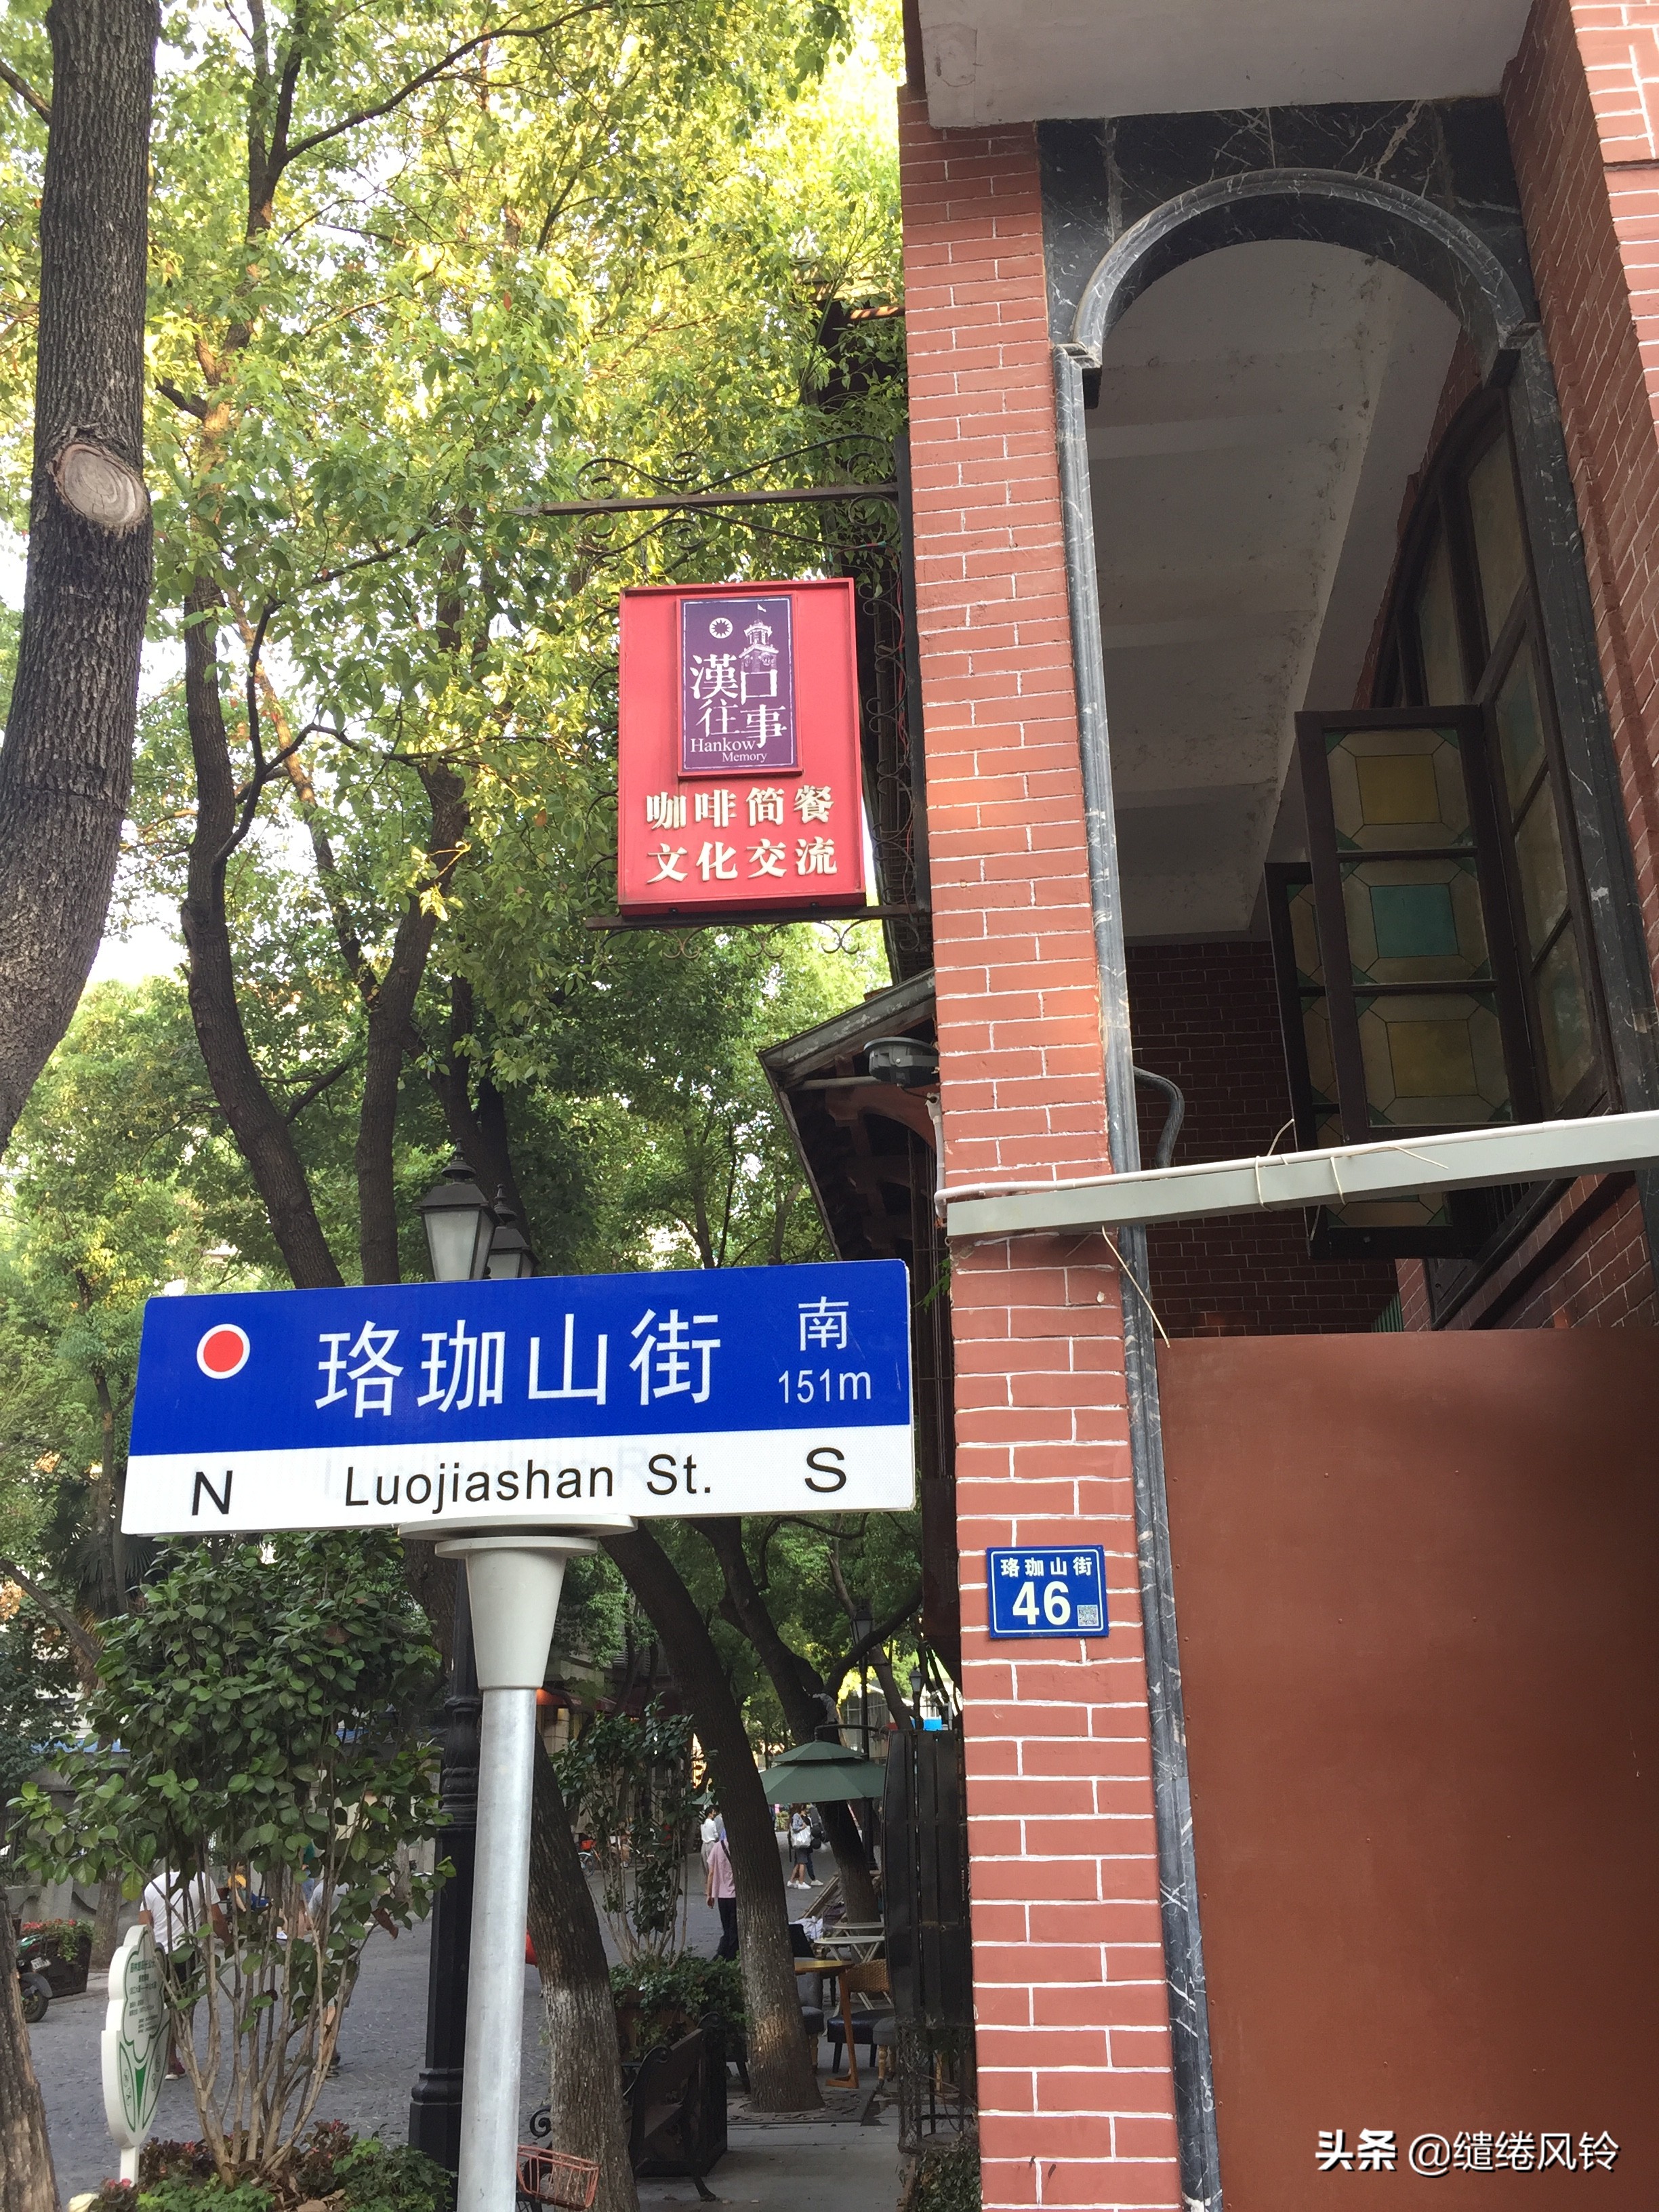 漢口
往事
Hankow
Memory
咖啡简餐
文化交流
珞珈山街
南
151m
N
Luojiashan St.
S
珞珈山街
46
头条 @缱绻风铃